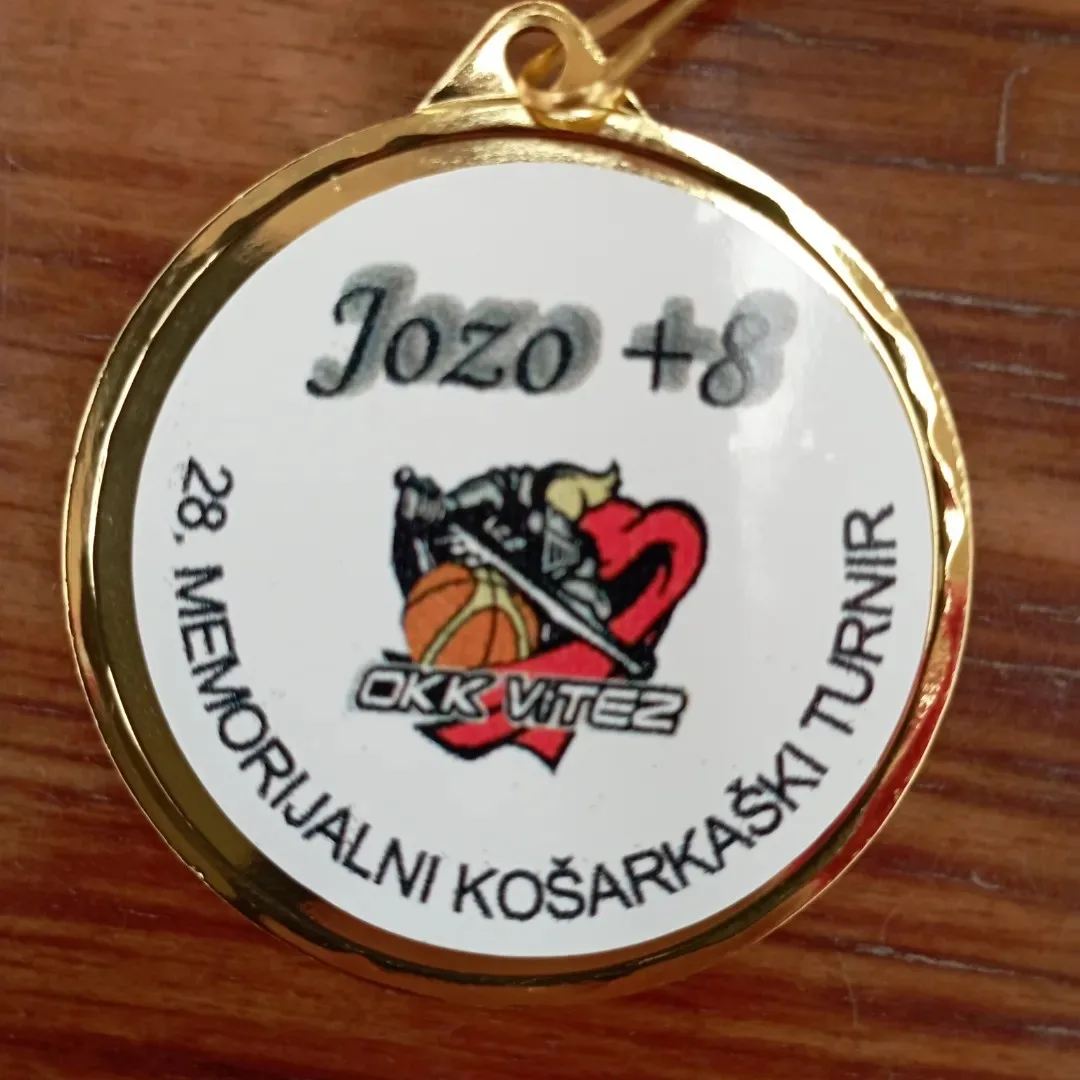 Jozo +8
OKK ViTEZ
28. MEMORIJALNI KOŠARKAŠKI TURNIR